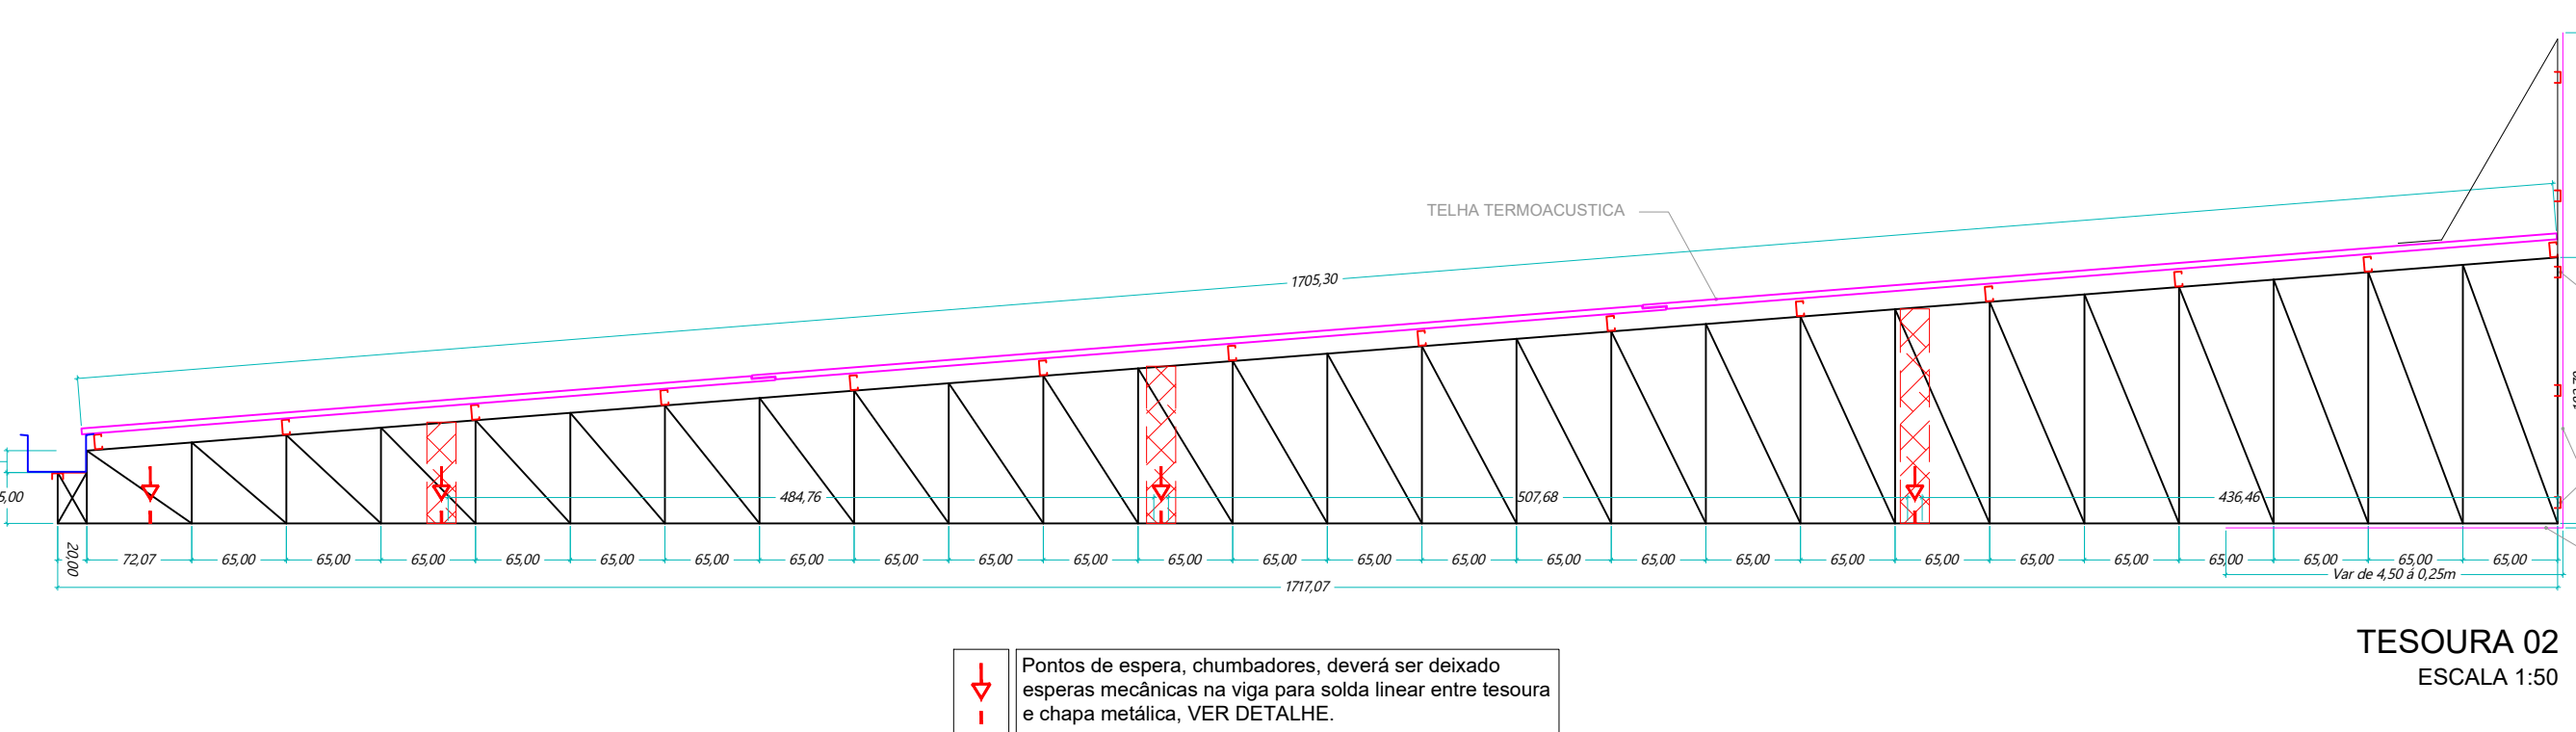 TELHA TERMOACUSTICA
1705,30
5,00
484,76
507,68
436,46
20,00
72,07 65,00 65,00 65,00 65,00 65,00 65,00 65,00 65,00 65,00 65,00 65,00 65,00 65,00 65,00 65,00 65,00 65,00 65,00 65,00 65,00 65,00 65,00 65,00 65,00 65,00
Var de 4,50 á 0,25m
1717,07
TESOURA 02
ESCALA 1:50
Pontos de espera, chumbadores, deverá ser deixado
esperas mecânicas na viga para solda linear entre tesoura
e chapa metálica, VER DETALHE.